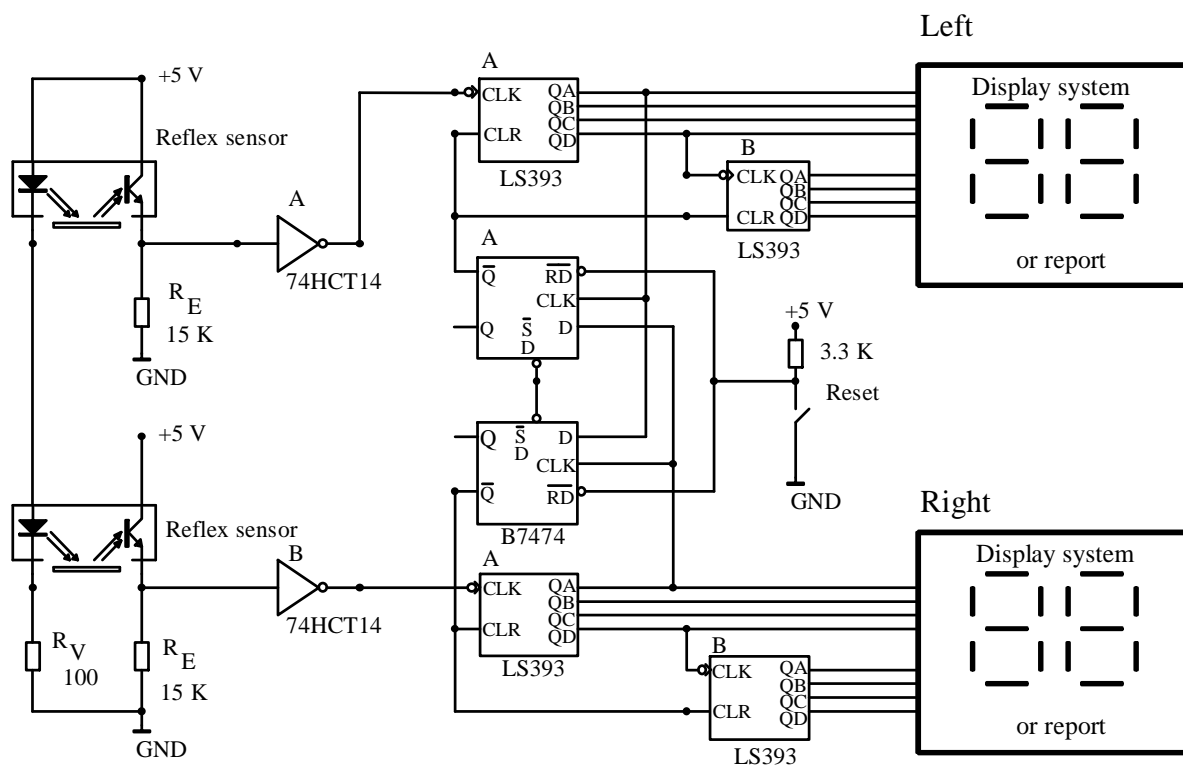 Left
+5 V
Reflex sensor
A
CLK
QA
QB
QC
QD
CLR
LS393
Display system
or report
B
CLK
QA
QB
QC
QD
CLR
LS393
A
74HCT14
R
E
15 K
GND
A
Q
RD
CLK
Q
S
D
D
+5 V
3.3 K
Reset
GND
Q
S
D
D
CLK
Q
RD
B7474
+5 V
Reflex sensor
B
74HCT14
R
V
100
R
E
15 K
GND
A
CLK
QA
QB
QC
QD
CLR
LS393
B
CLK
QA
QB
QC
QD
CLR
LS393
Right
Display system
or report